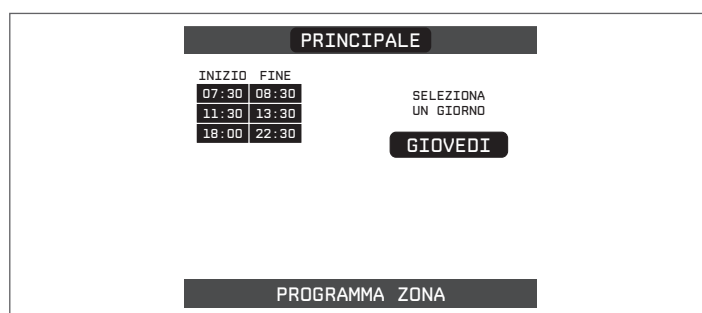 PRINCIPALE
INIZIO FINE
07:30 08:30
11:30 13:30
18:00 22:30
SELEZIONA
UN GIORNO
GIOVEDI
PROGRAMMA ZONA